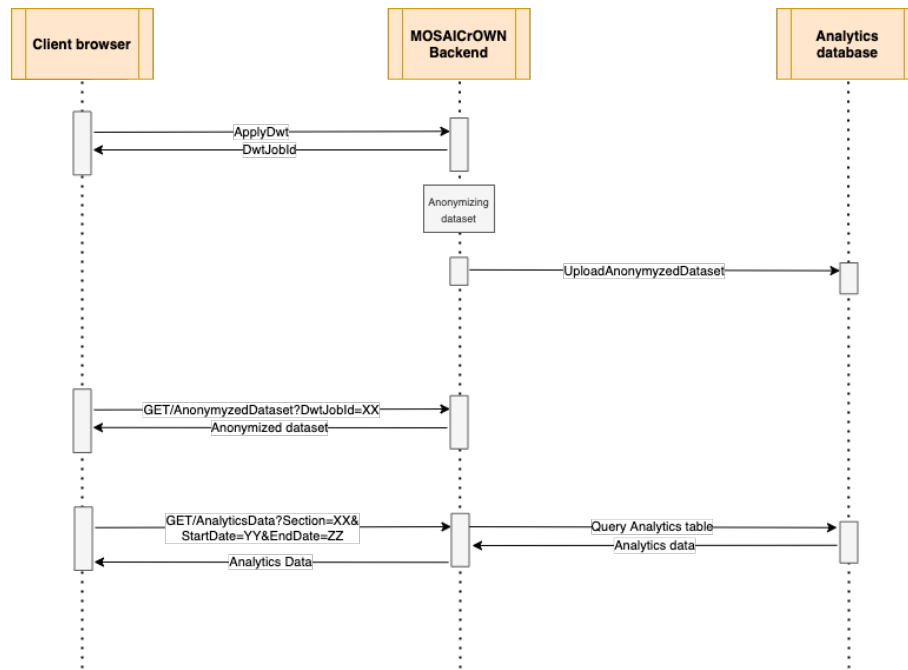 Client browser
MOSAICrOWN
Backend
Analytics
database
ApplyDwt
DwtJobId
Anonymizing
dataset
UploadAnonymyzedDataset
GET/AnonymyzedDataset?DwtJobId=XX
Anonymized dataset
GET/AnalyticsData?Section=XX&
StartDate=YY&EndDate=ZZ
Query Analytics table
Analytics data
Analytics Data